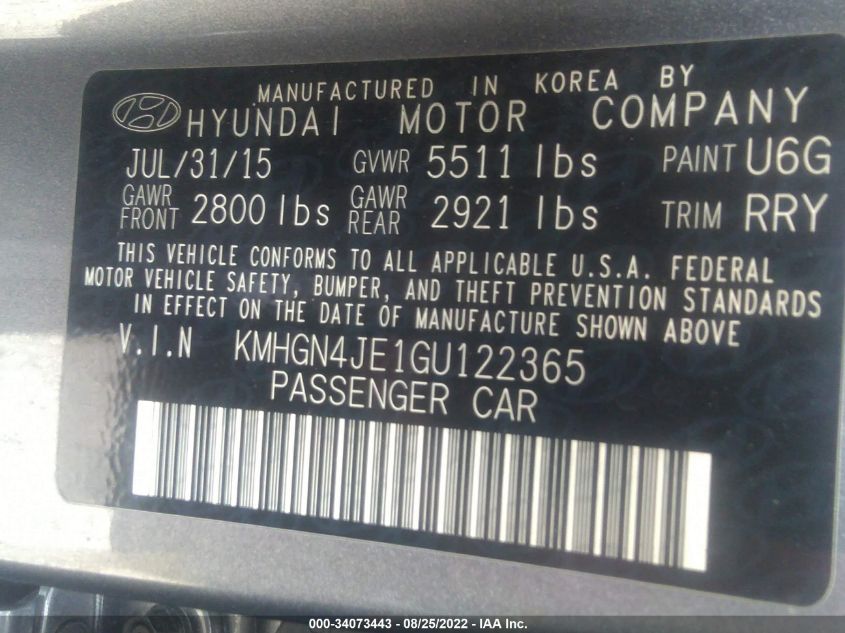 MANUFACTURED IN KOREA BY
HYUNDAI MOTOR COMPANY
JUL/31/15 GVWR 5511 lbs PAINT U6G
GAWR FRONT 2800 lbs GAWR REAR 2921 lbs TRIM RRY
THIS VEHICLE CONFORMS TO ALL APPLICABLE U.S.A. FEDERAL
MOTOR VEHICLE SAFETY, BUMPER, AND THEFT PREVENTION STANDARDS
IN EFFECT ON THE DATE OF MANUFACTURE SHOWN ABOVE
V.I.N KMHGN4JE1GU122365
PASSENGER CAR
000-34073443 - 08/25/2022 - IAA Inc.